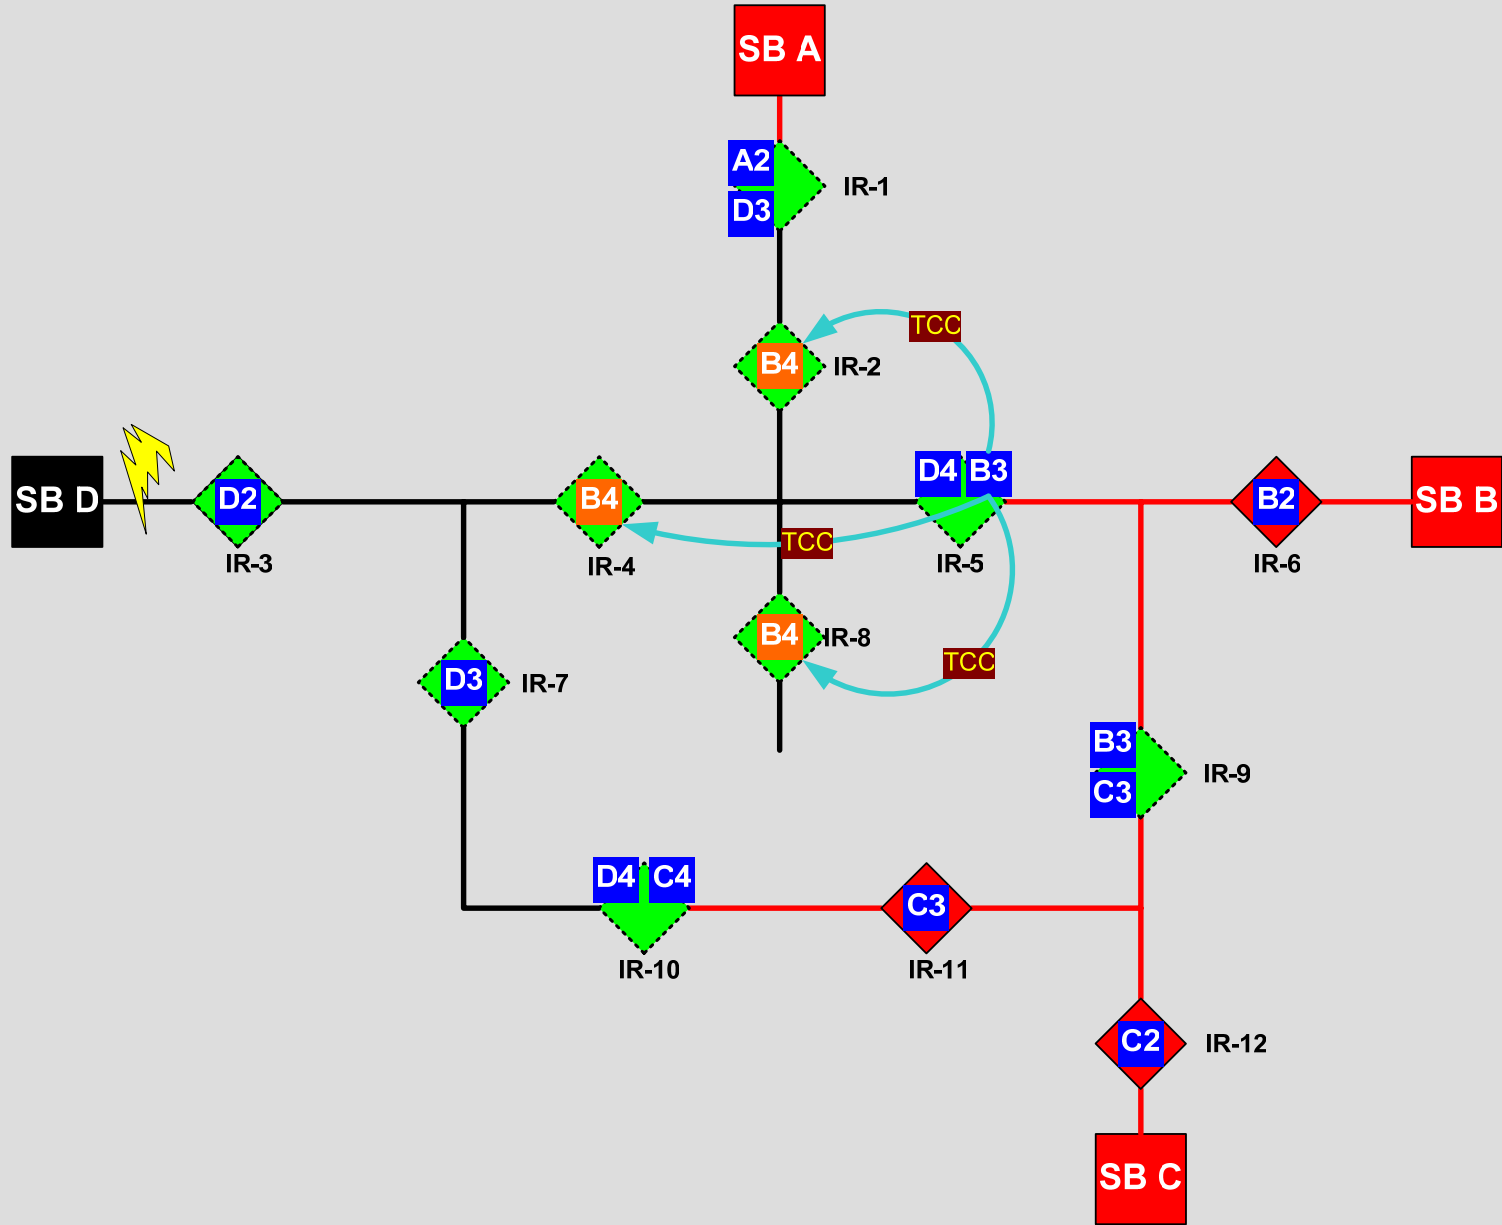 SB A
A2
IR-1
D3
TCC
B4
IR-2
D4 B3
SB D
D2
B4
B2
SB B
TCC
IR-3
IR-4
IR-5
IR-6
B4
IR-8
TCC
D3
IR-7
B3
IR-9
C3
D4 C4
C3
IR-10
IR-11
C2
IR-12
SB C